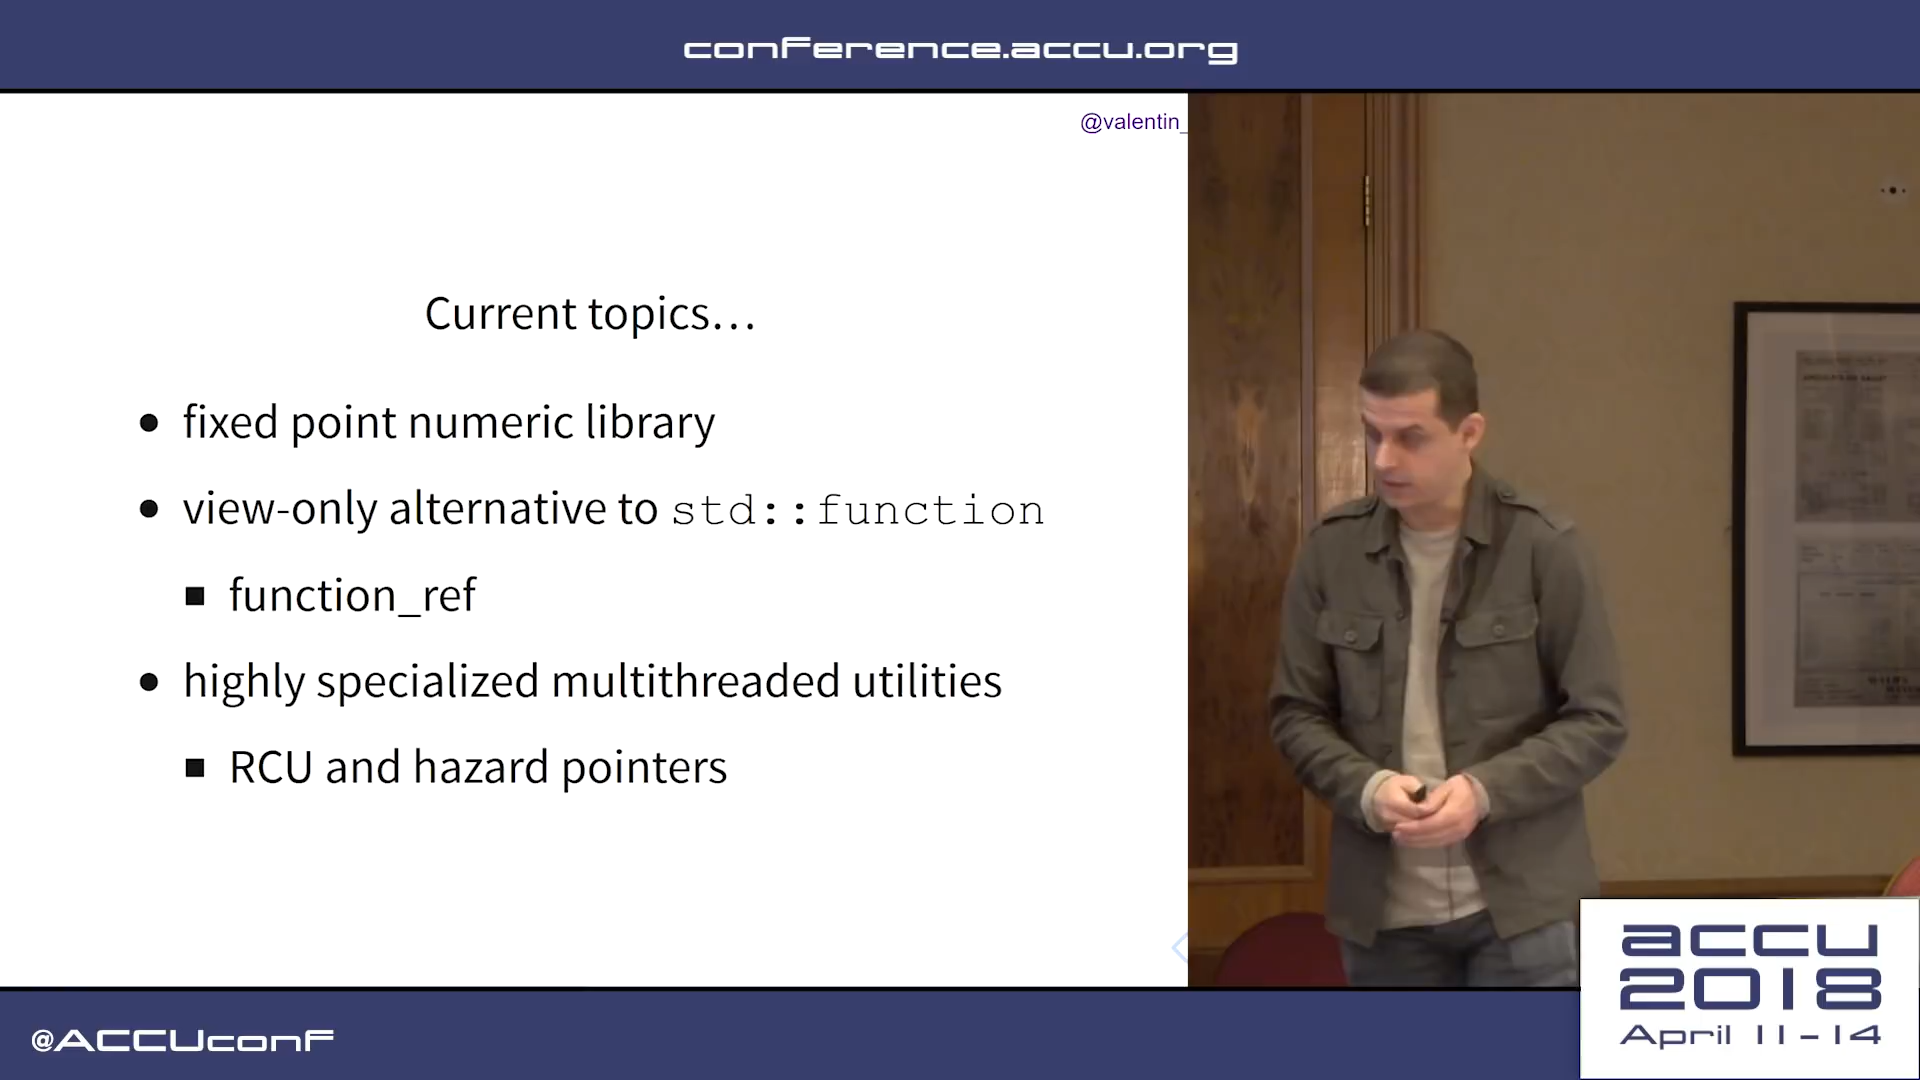 conference.accu.org
@valentin_
Current topics…
fixed point numeric library
view-only alternative to std::function
function_ref
highly specialized multithreaded utilities
RCU and hazard pointers
@ACCUconf
accu
2018
April 11-14